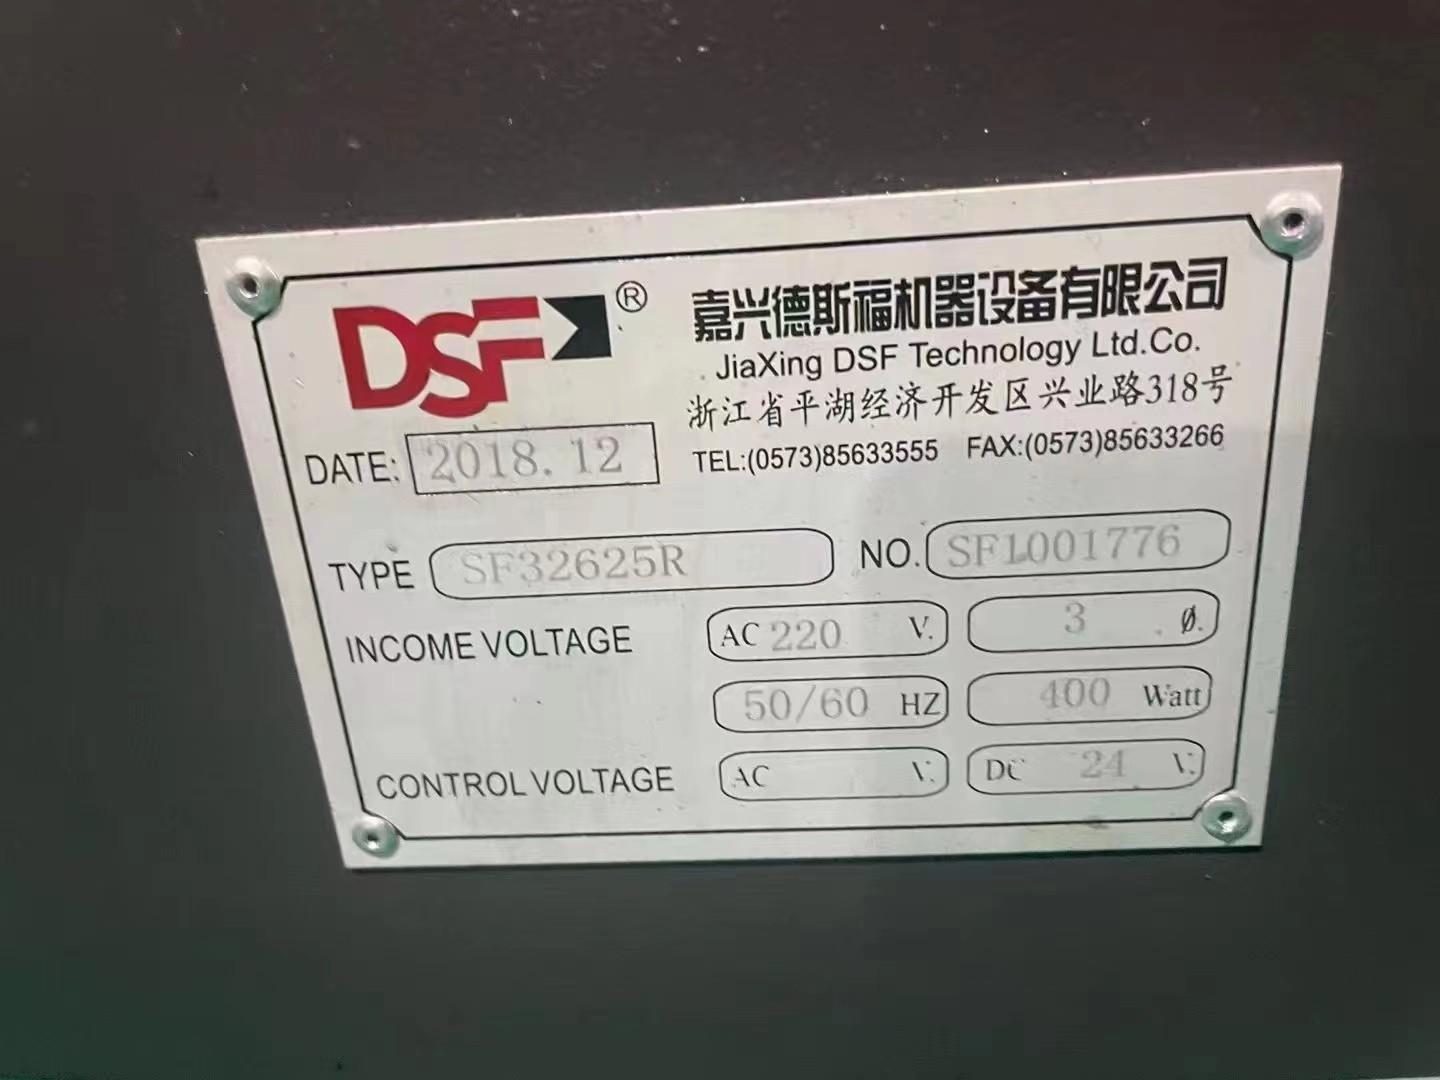 DSF ®
嘉兴德斯福机器设备有限公司
JiaXing DSF Technology Ltd.Co.
浙江省平湖经济开发区兴业路318号
TEL:(0573)85633555 FAX:(0573)85633266
DATE: 2018.12
TYPE SF32625R NO. SF1001776
INCOME VOLTAGE AC 220 V. 3 Ø.
50/60 HZ 400 Watt
CONTROL VOLTAGE AC V. DC 24 V.